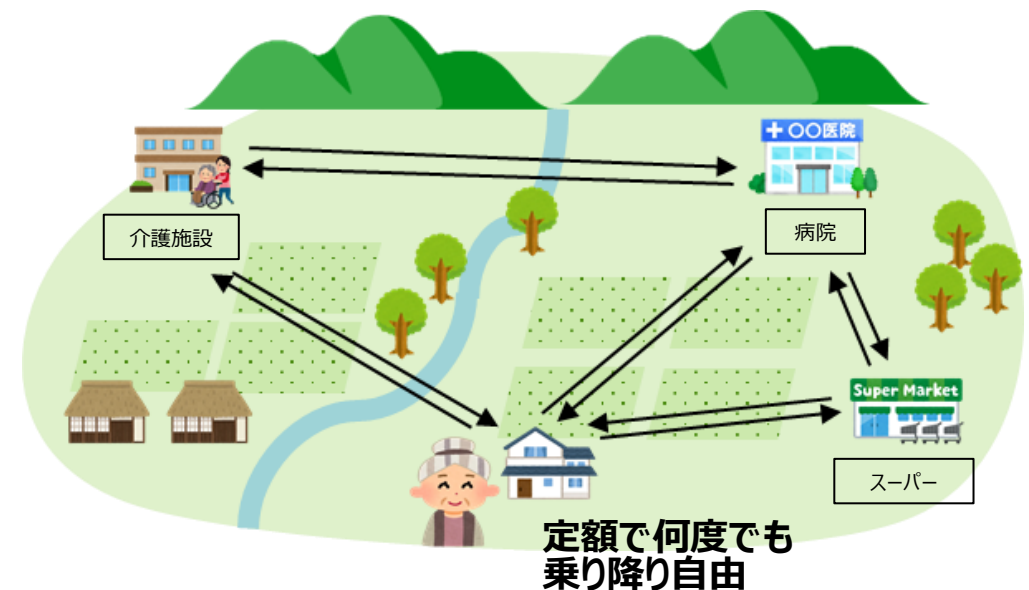 〇〇医院
介護施設
病院
Super Market
スーパー
定額で何度でも
乗り降り自由